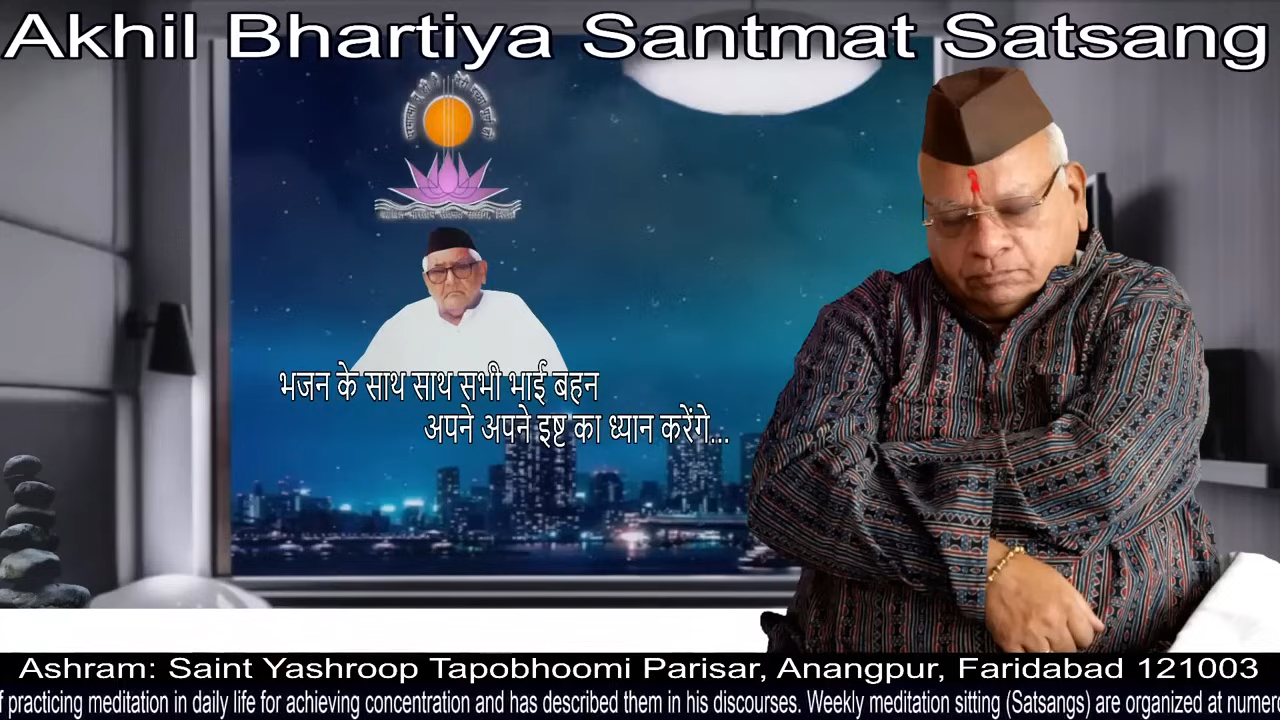 Akhil Bhartiya Santmat Satsang
भजन के साथ साथ सभी भाई बहन
अपने अपने इष्ट का ध्यान करेंगे...
Ashram: Saint Yashroop Tapobhoomi Parisar, Anangpur, Faridabad 121003
f practicing meditation in daily life for achieving concentration and has described them in his discourses. Weekly meditation sitting (Satsangs) are organized at numer